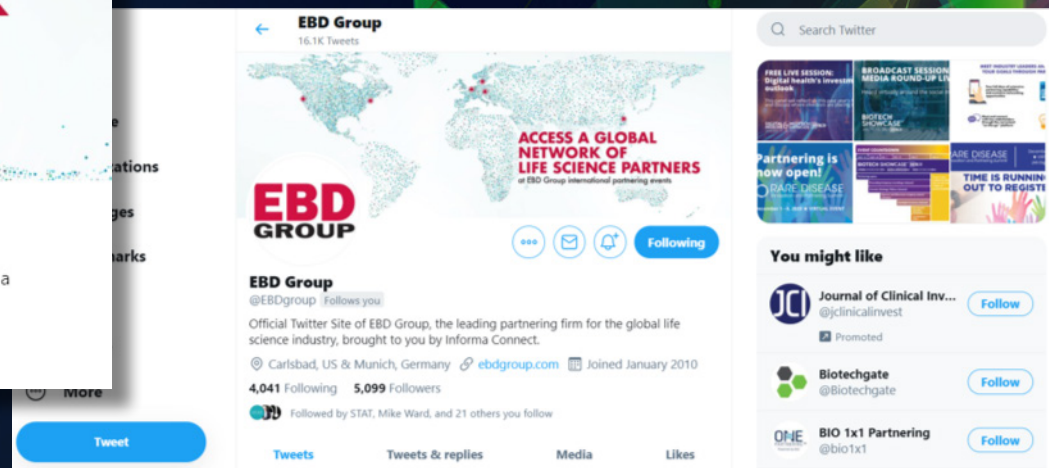 EBD Group
16.1K Tweets
ACCESS A GLOBAL
NETWORK OF
LIFE SCIENCE PARTNERS
at EBD Group international partnering events
EBD
GROUP
Following
EBD Group
@EBDgroup Follows you
Official Twitter Site of EBD Group, the leading partnering firm for the global life
science industry, brought to you by Informa Connect.
Carlsbad, US & Munich, Germany ebdgroup.com Joined January 2010
4,041 Following 5,099 Followers
Followed by STAT, Mike Ward, and 21 others you follow
Tweets Tweets & replies Media Likes
a
e
ations
ges
arks
More
Tweet
Search Twitter
FREE LIVE SESSION:
Digital health's investm
outlook
BROADCAST SESSION
MEDIA ROUND-UP LIV
BIOTECH
SHOWCASE
Partnering is
now open!
RARE DISEASE
ARE DISEASE
TIME IS RUNNIN
OUT TO REGISTE
You might like
JCI
Journal of Clinical Inv...
@jclinicalinvest
Follow
Promoted
Biotechgate
@Biotechgate
Follow
ONE
BIO 1x1 Partnering
@bio1x1
Follow